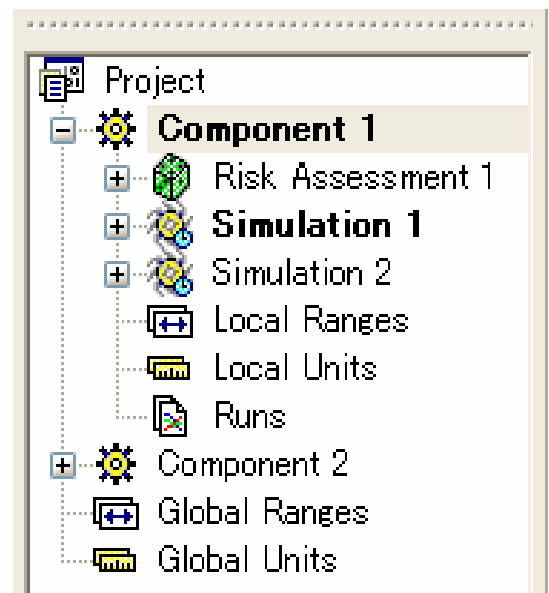 Project
Component 1
Risk Assessment 1
Simulation 1
Simulation 2
Local Ranges
Local Units
Runs
Component 2
Global Ranges
Global Units